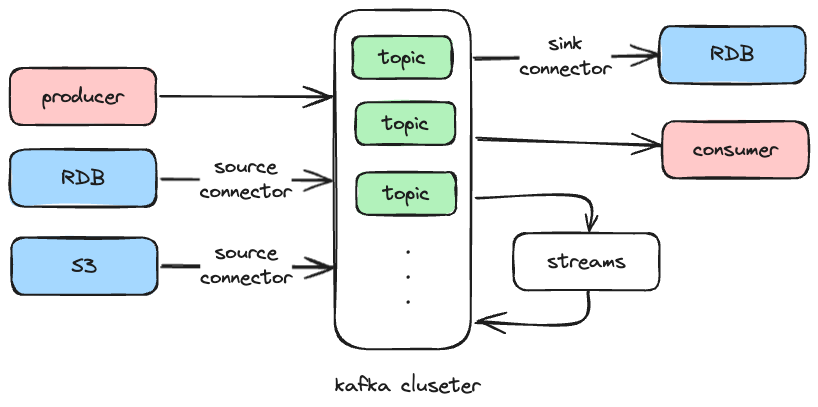 topic
sink
connector
RDB
producer
topic
consumer
RDB
source
connector
topic
S3
source
connector
streams
kafka cluseter